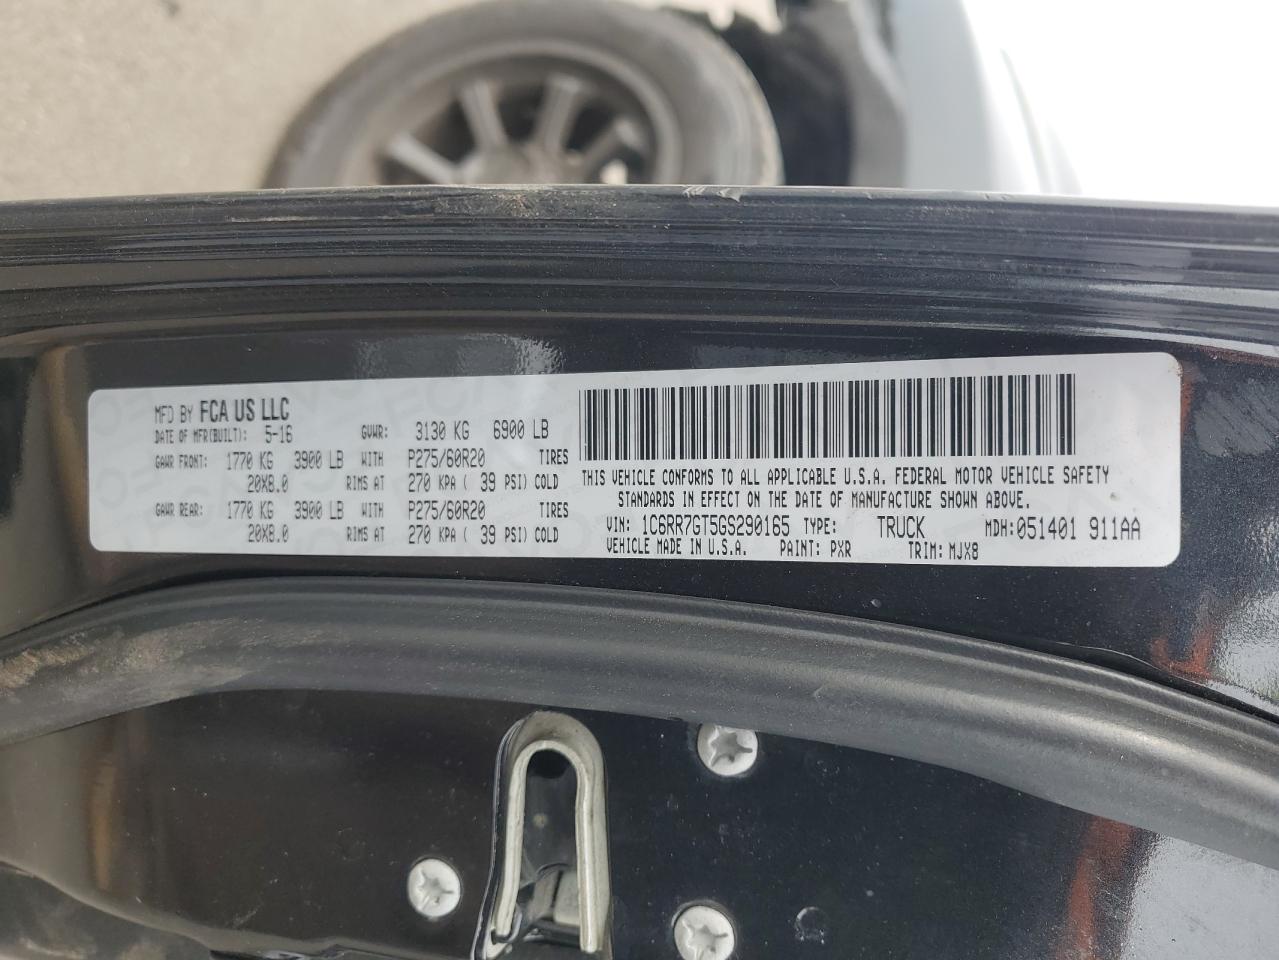 MFD BY FCA US LLC
DATE OF MFR(BUILT): 5-16 GVWR: 3130 KG 6900 LB
GAWR FRONT: 1770 KG 3900 LB WITH P275/60R20 TIRES
20X8.0 RIMS AT 270 KPA ( 39 PSI) COLD
GAWR REAR: 1770 KG 3900 LB WITH P275/60R20 TIRES
20X8.0 RIMS AT 270 KPA ( 39 PSI) COLD
THIS VEHICLE CONFORMS TO ALL APPLICABLE U.S.A. FEDERAL MOTOR VEHICLE SAFETY
STANDARDS IN EFFECT ON THE DATE OF MANUFACTURE SHOWN ABOVE.
VIN: 1C6RR7GT5GS290165 TYPE: TRUCK MDH:051401 911AA
VEHICLE MADE IN U.S.A. PAINT: PXR TRIM: MJX8